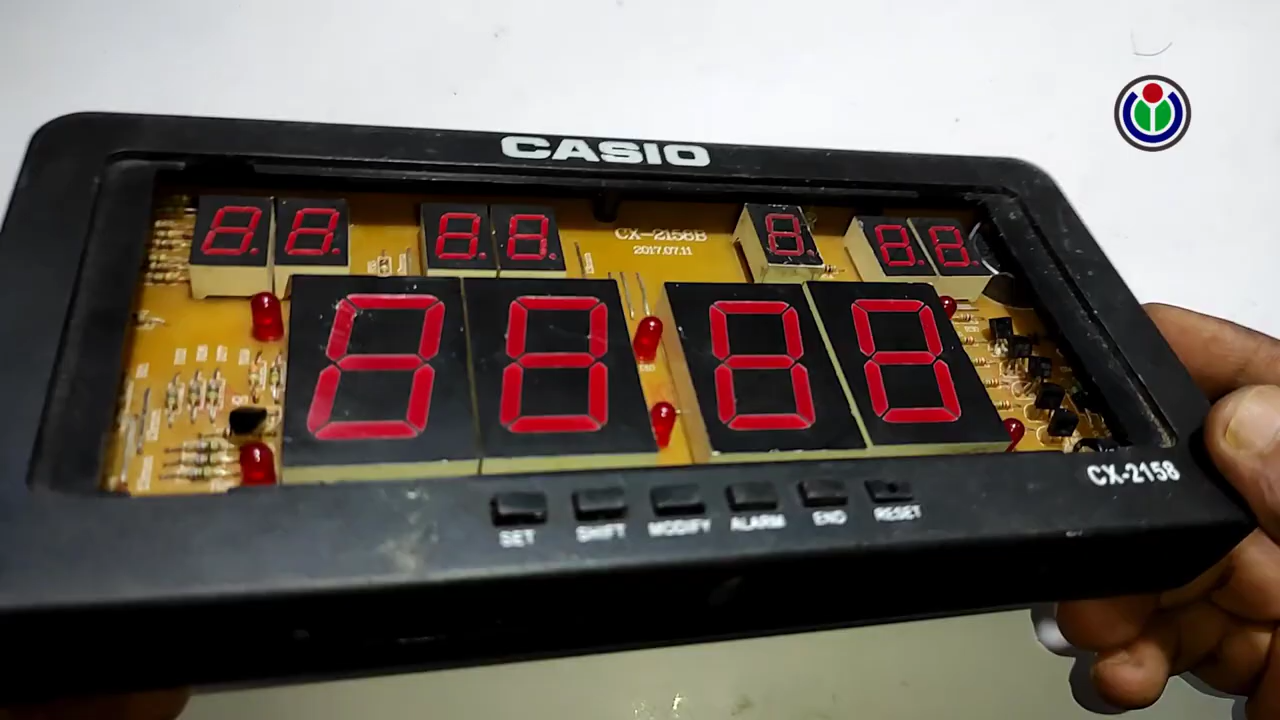 CASIO
CX-2158B
2017.07.11
CX-2158
SET SHIFT MODIFY ALARM END RESET